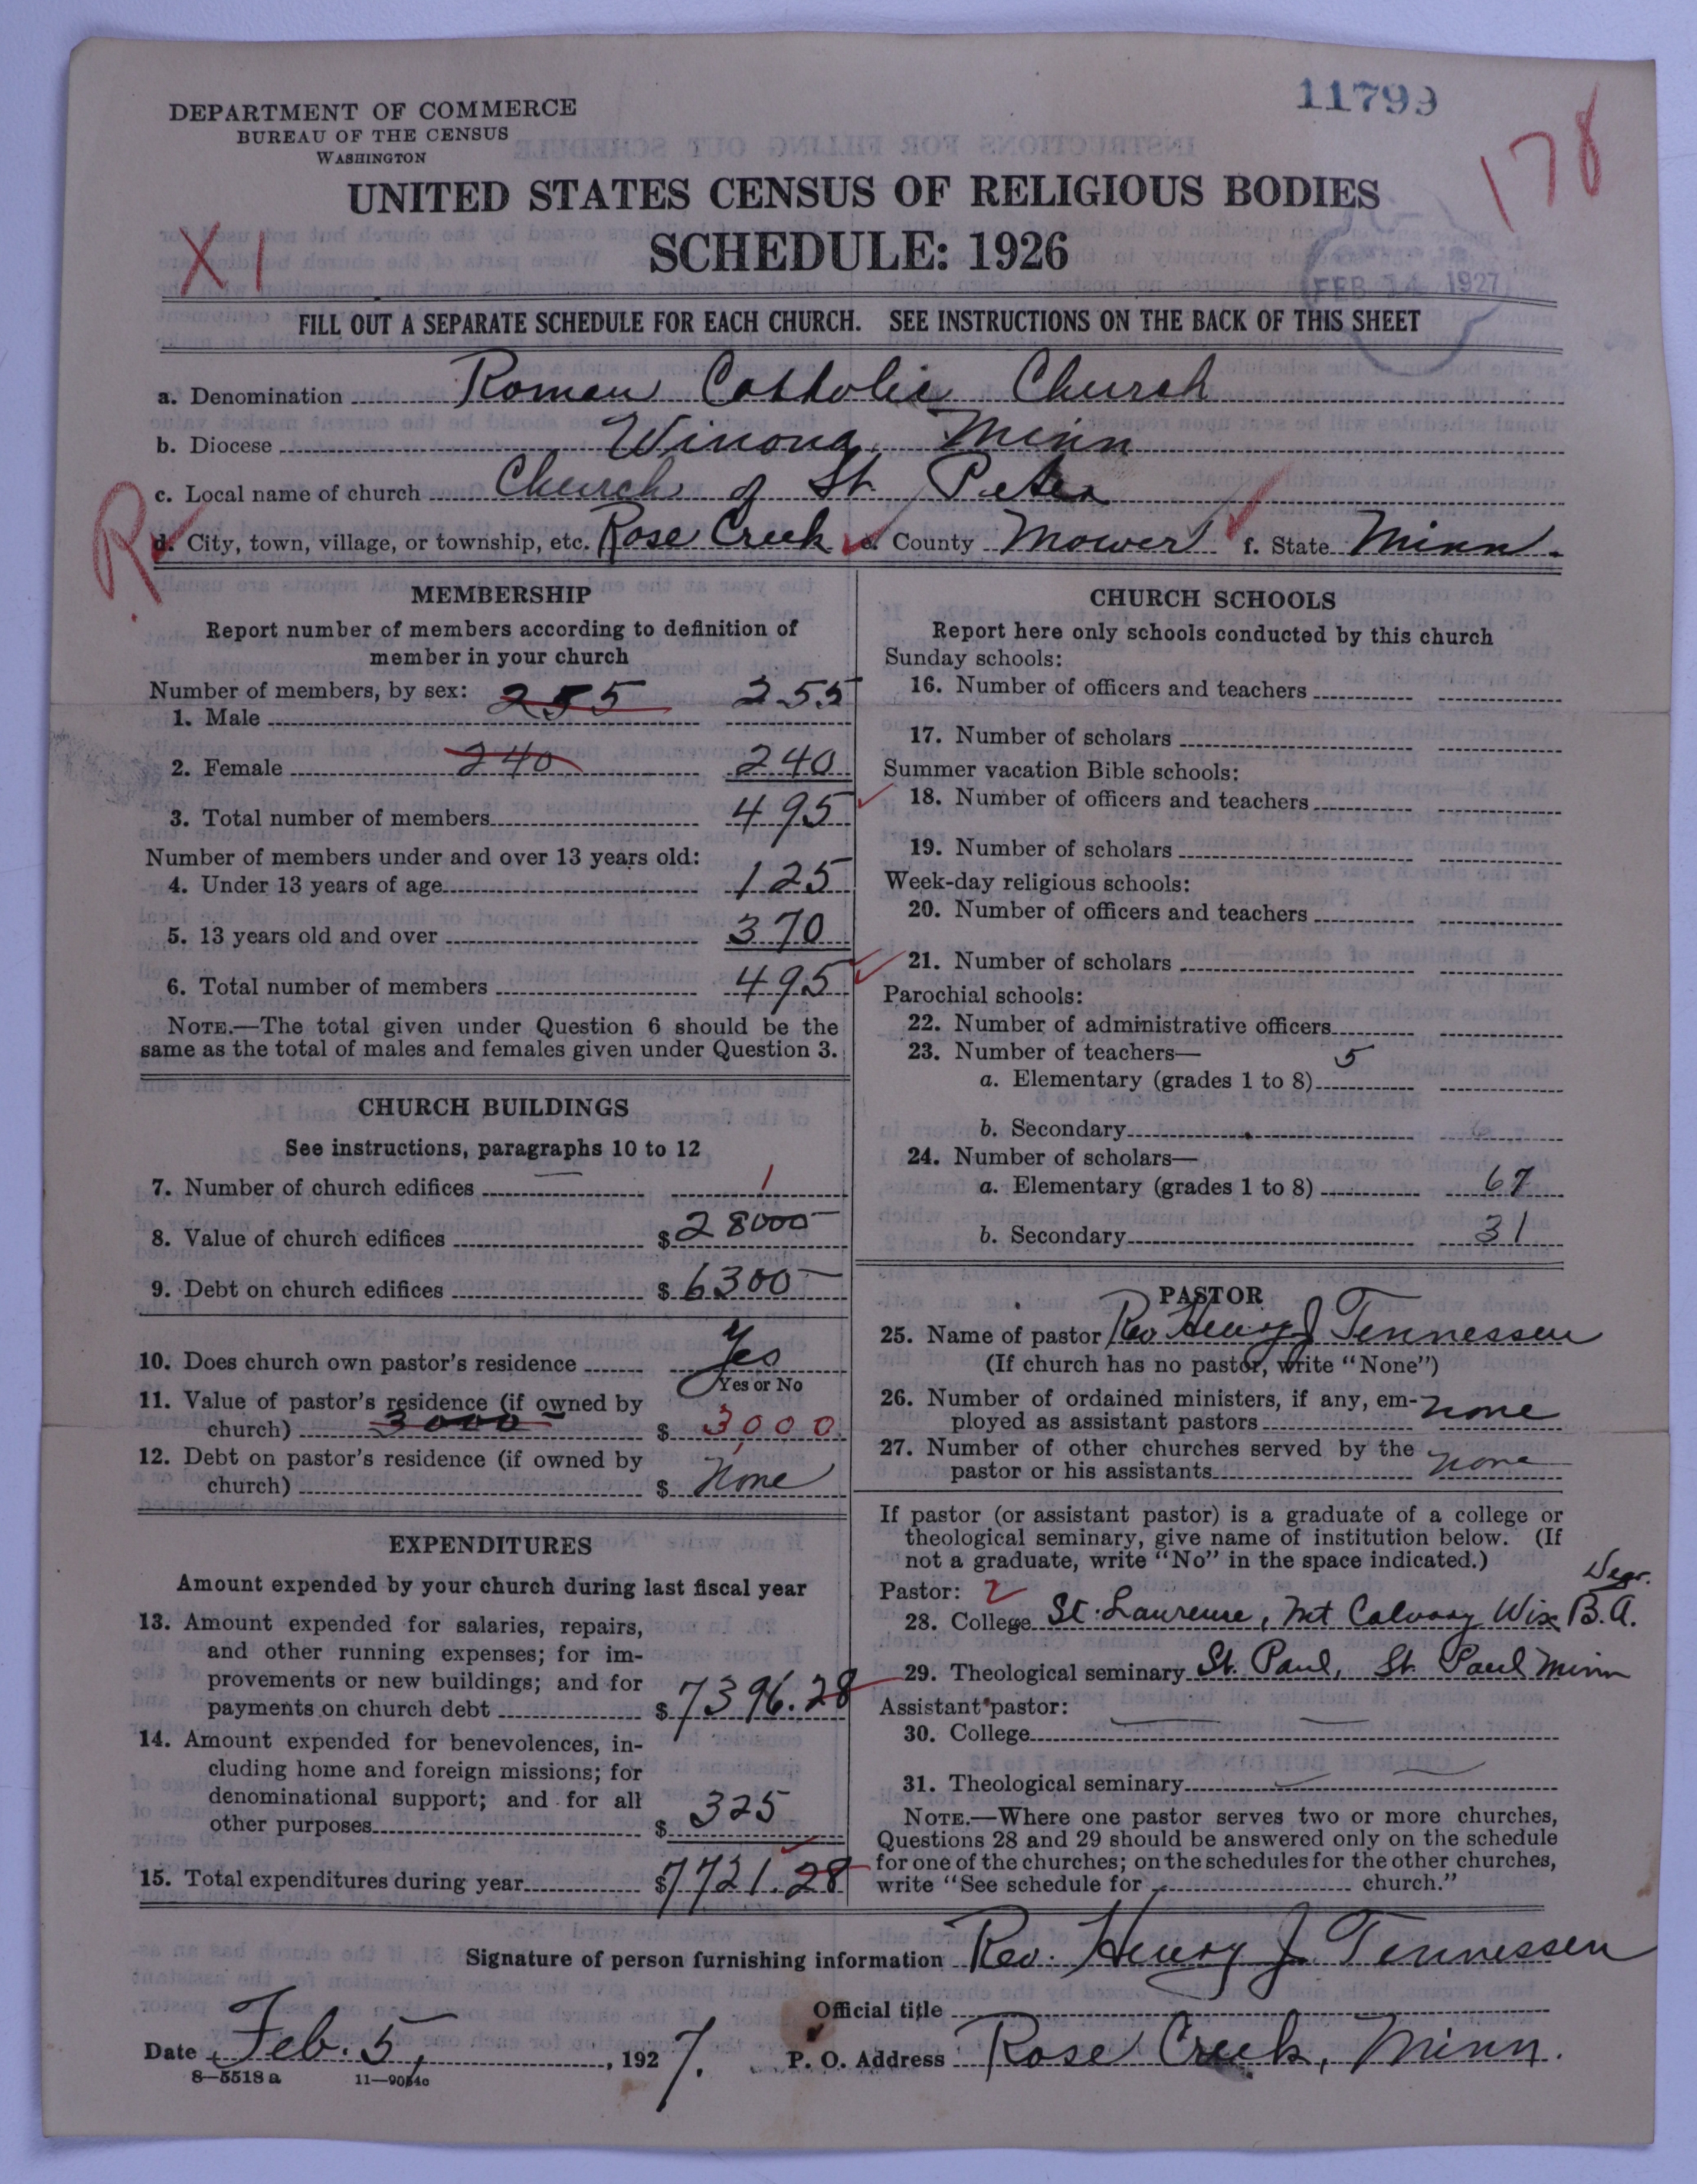 11799
178
DEPARTMENT OF COMMERCE
BUREAU OF THE CENSUS
WASHINGTON
UNITED STATES CENSUS OF RELIGIOUS BODIES
SCHEDULE: 1926
X1
FEB 14 1927
FILL OUT A SEPARATE SCHEDULE FOR EACH CHURCH. SEE INSTRUCTIONS ON THE BACK OF THIS SHEET
a. Denomination Roman Catholic Church
b. Diocese Winona, Minn
c. Local name of church Church of St Peter
R
d. City, town, village, or township, etc. Rose Creek e. County Mower f. State Minn.
MEMBERSHIP
Report number of members according to definition of
member in your church
Number of members, by sex: 255 255
1. Male
2. Female 240 240
3. Total number of members 495
Number of members under and over 13 years old:
4. Under 13 years of age 125
5. 13 years old and over 370
6. Total number of members 495
NOTE.—The total given under Question 6 should be the
same as the total of males and females given under Question 3.
CHURCH BUILDINGS
See instructions, paragraphs 10 to 12
7. Number of church edifices 1
8. Value of church edifices $ 28000
9. Debt on church edifices $ 6300
10. Does church own pastor's residence Yes
Yes or No
11. Value of pastor's residence (if owned by
church) 3000 $ 3000
12. Debt on pastor's residence (if owned by
church) $ None
EXPENDITURES
Amount expended by your church during last fiscal year
13. Amount expended for salaries, repairs,
and other running expenses; for im-
provements or new buildings; and for
payments on church debt $ 7396.28
14. Amount expended for benevolences, in-
cluding home and foreign missions; for
denominational support; and for all
other purposes $ 325
15. Total expenditures during year $ 7721.28
CHURCH SCHOOLS
Report here only schools conducted by this church
Sunday schools:
16. Number of officers and teachers
17. Number of scholars
Summer vacation Bible schools:
18. Number of officers and teachers
19. Number of scholars
Week-day religious schools:
20. Number of officers and teachers
21. Number of scholars
Parochial schools:
22. Number of administrative officers
23. Number of teachers— 5
a. Elementary (grades 1 to 8)
b. Secondary
24. Number of scholars—
a. Elementary (grades 1 to 8) 67
b. Secondary 31
PASTOR
25. Name of pastor Rev Henry J Tennessen
(If church has no pastor, write "None")
26. Number of ordained ministers, if any, em-
ployed as assistant pastors none
27. Number of other churches served by the
pastor or his assistants none
If pastor (or assistant pastor) is a graduate of a college or
theological seminary, give name of institution below. (If
not a graduate, write "No" in the space indicated.)
Pastor: 2
28. College St. Laurense, Mt Calvary Wis B.A.
29. Theological seminary St. Paul, St Paul Minn
Assistant pastor:
30. College
31. Theological seminary
NOTE.—Where one pastor serves two or more churches,
Questions 28 and 29 should be answered only on the schedule
for one of the churches; on the schedules for the other churches,
write "See schedule for church."
Signature of person furnishing information Rev. Henry J Tennessen
Official title
Date Feb. 5, 1927. P. O. Address Rose Creek, Minn.
8—5518a 11—9054c